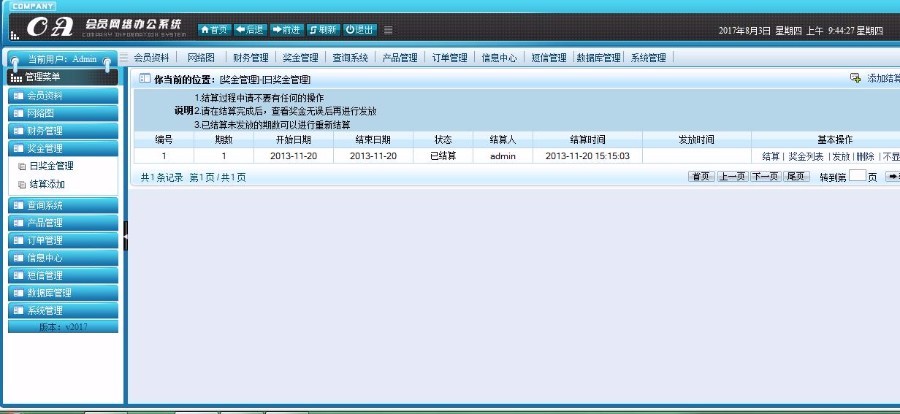 COMPANY
OA 会员网络办公系统
COMPANY INFORMATION SYSTEM
首页 后退 前进 刷新 退出
2017年8月3日 星期四 上午 9:44:27 星期四
当前用户：Admin
会员资料 网络图 财务管理 奖金管理 查询系统 产品管理 订单管理 信息中心 短信管理 数据库管理 系统管理
管理菜单
会员资料
网络图
财务管理
奖金管理
日奖金管理
结算添加
查询系统
产品管理
订单管理
信息中心
短信管理
数据库管理
系统管理
版本：v2017
你当前的位置：[奖金管理]-[日奖金管理]
添加结算
说明
1.结算过程中请不要有任何的操作
2.请在结算完成后，查看奖金无误后再进行发放
3.已结算未发放的期数可以进行重新结算
编号 期数 开始日期 结束日期 状态 结算人 结算时间 发放时间 基本操作
1 1 2013-11-20 2013-11-20 已结算 admin 2013-11-20 15:15:03 结算 | 奖金列表 | 发放 | 删除 | 不显
共1条记录 第1页/共1页
首页 上一页 下一页 尾页 转到第 页